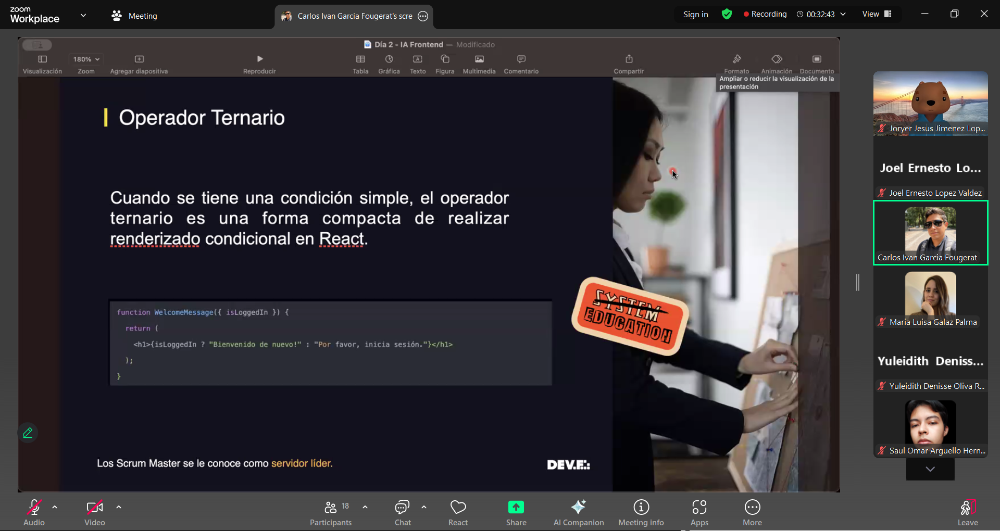 zoom
Workplace
Meeting
Carlos Ivan Garcia Fougerat's scre
Sign in
Recording
00:32:43
View
Día 2 - IA Frontend — Modificado
180%
Visualización
Zoom
Agregar diapositiva
Reproducir
Tabla
Gráfica
Texto
Figura
Multimedia
Comentario
Compartir
Formato
Animación
Documento
Ampliar o reducir la visualización de la
presentación
Operador Ternario
Cuando se tiene una condición simple, el operador
ternario es una forma compacta de realizar
renderizado condicional en React.
function WelcomeMessage({ isLoggedIn }) {
return (
<h1>{isLoggedIn ? "Bienvenido de nuevo!" : "Por favor, inicia sesión."}</h1>
);
}
SYSTEM
EDUCATION
Los Scrum Master se le conoce como servidor líder.
DEV.F.:
Joryer Jesus Jimenez Lop...
Joel Ernesto Lo...
Joel Ernesto Lopez Valdez
Carlos Ivan Garcia Fougerat
Maria Luisa Galaz Palma
Yuleidith Deniss...
Yuleidith Denisse Oliva R...
Saul Omar Arguello Hern...
Audio
Video
Participants
18
Chat
React
Share
AI Companion
Meeting info
Apps
More
Leave